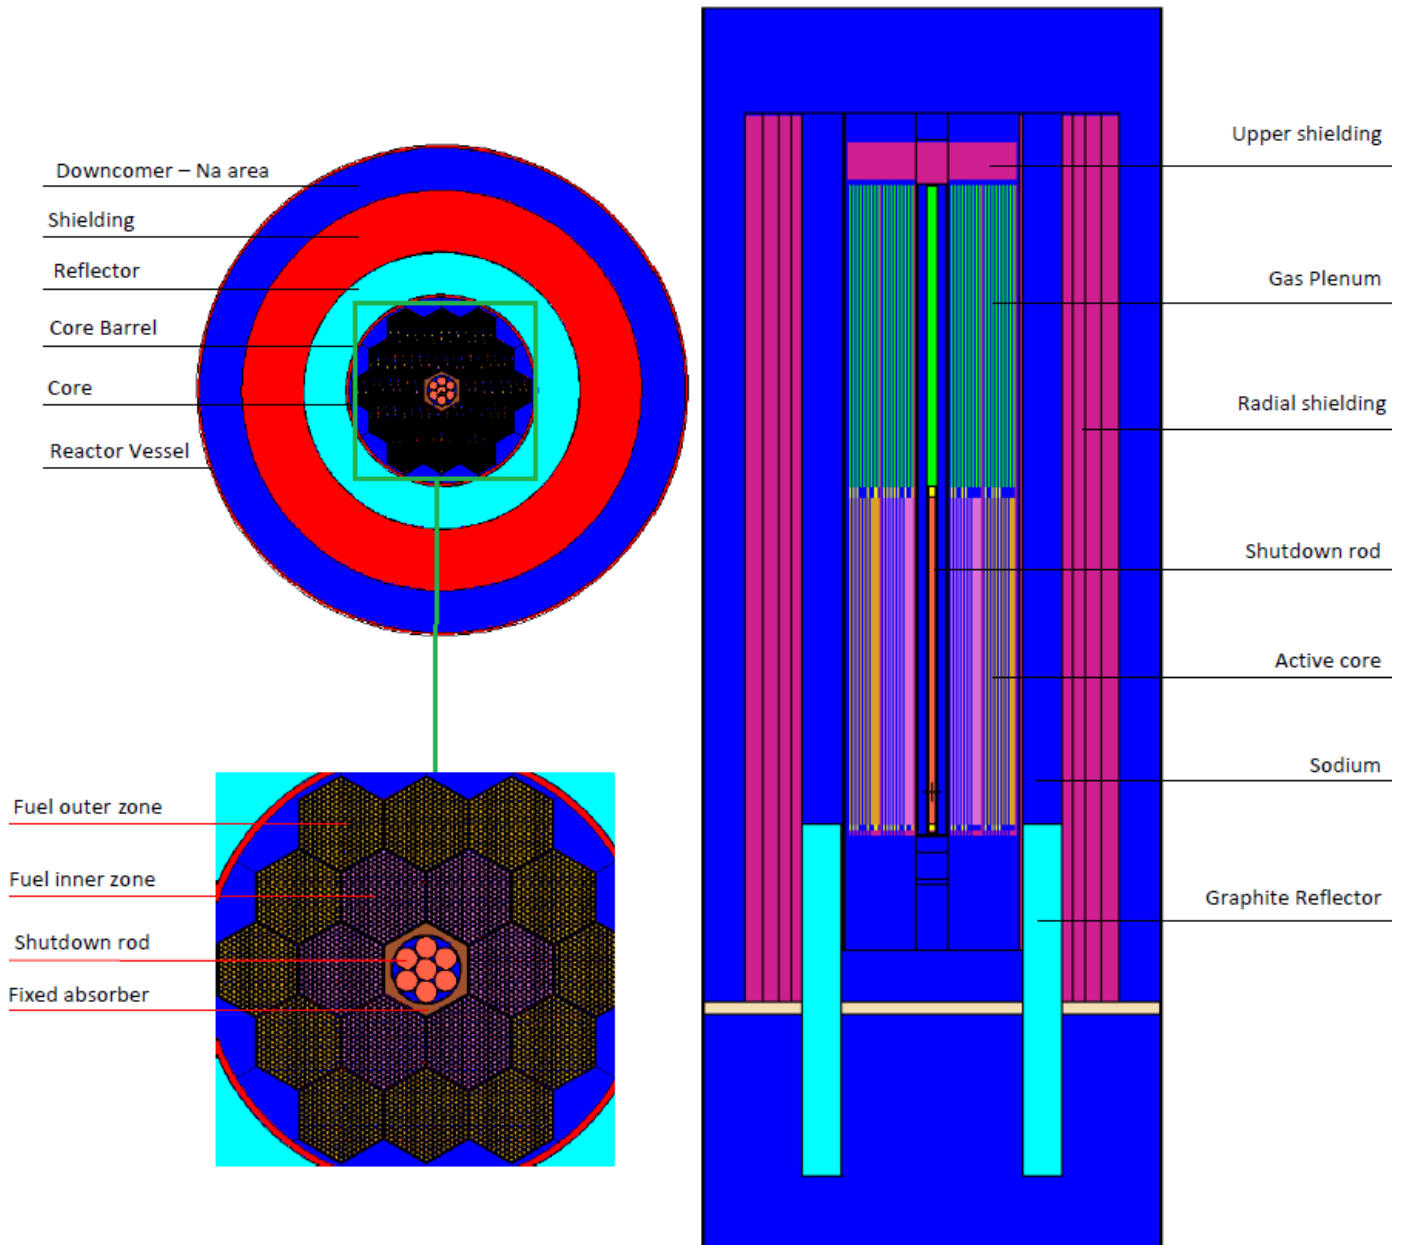 Downcomer – Na area
Shielding
Reflector
Core Barrel
Core
Reactor Vessel
Fuel outer zone
Fuel inner zone
Shutdown rod
Fixed absorber
Upper shielding
Gas Plenum
Radial shielding
Shutdown rod
Active core
Sodium
Graphite Reflector